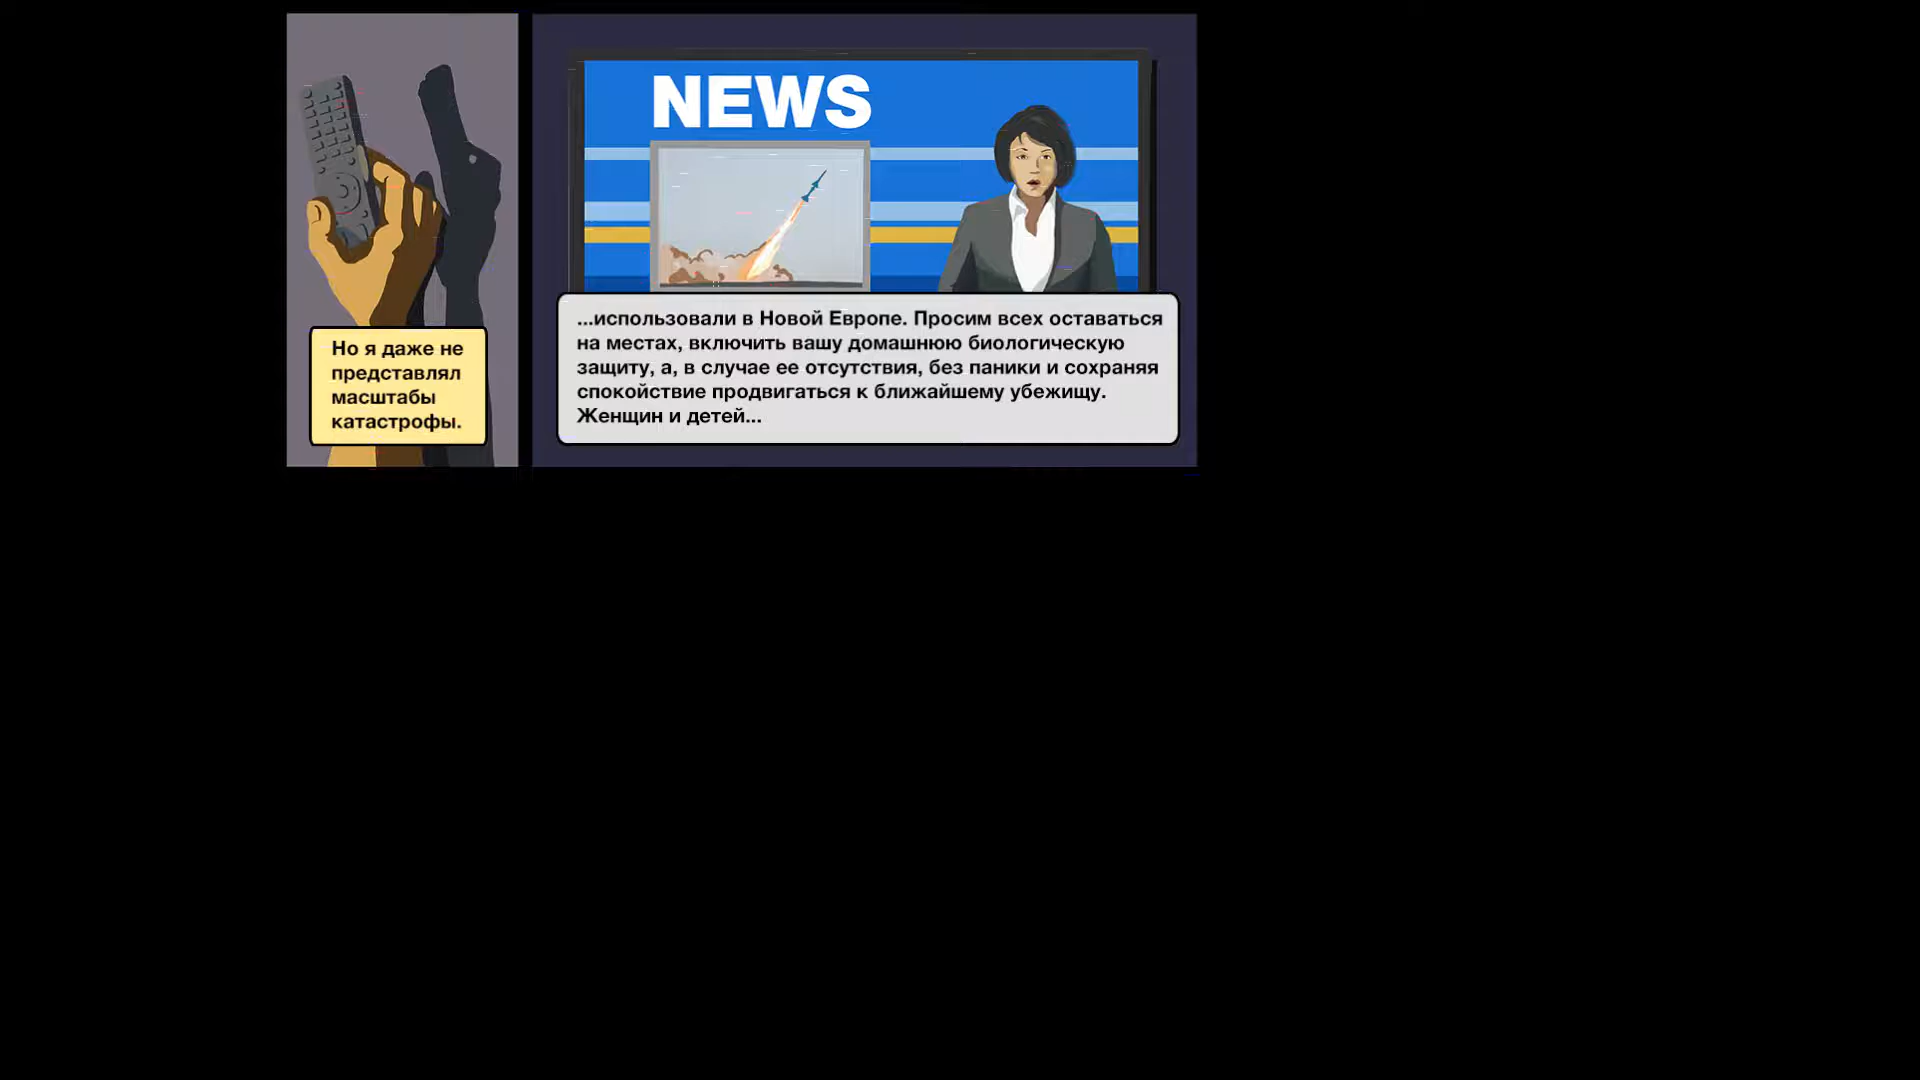 Но я даже не
представлял
масштабы
катастрофы.
NEWS
...использовали в Новой Европе. Просим всех оставаться
на местах, включить вашу домашнюю биологическую
защиту, а, в случае ее отсутствия, без паники и сохраняя
спокойствие продвигаться к ближайшему убежищу.
Женщин и детей...